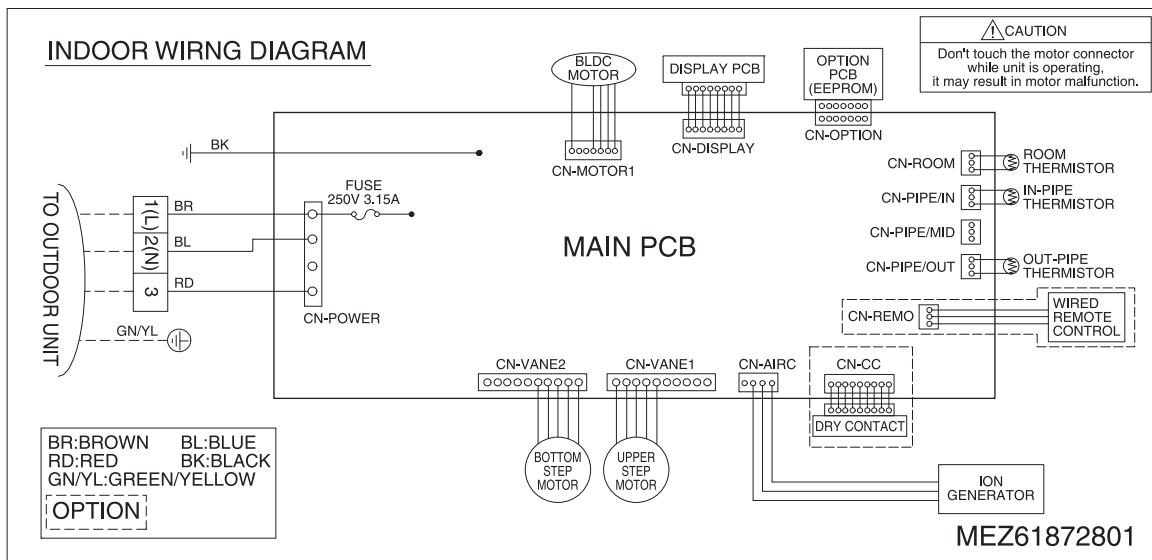 INDOOR WIRNG DIAGRAM
CAUTION
Don't touch the motor connector
while unit is operating,
it may result in motor malfunction.
BLDC
MOTOR
DISPLAY PCB
OPTION
PCB
(EEPROM)
CN-MOTOR1
CN-DISPLAY
CN-OPTION
BK
CN-ROOM
ROOM
THERMISTOR
CN-PIPE/IN
IN-PIPE
THERMISTOR
CN-PIPE/MID
CN-PIPE/OUT
OUT-PIPE
THERMISTOR
CN-REMO
WIRED
REMOTE
CONTROL
TO OUTDOOR UNIT
1(L)
2(N)
3
BR
BL
RD
GN/YL
FUSE
250V 3.15A
CN-POWER
MAIN PCB
CN-VANE2
CN-VANE1
CN-AIRC
CN-CC
DRY CONTACT
BOTTOM
STEP
MOTOR
UPPER
STEP
MOTOR
ION
GENERATOR
BR:BROWN BL:BLUE
RD:RED BK:BLACK
GN/YL:GREEN/YELLOW
OPTION
MEZ61872801